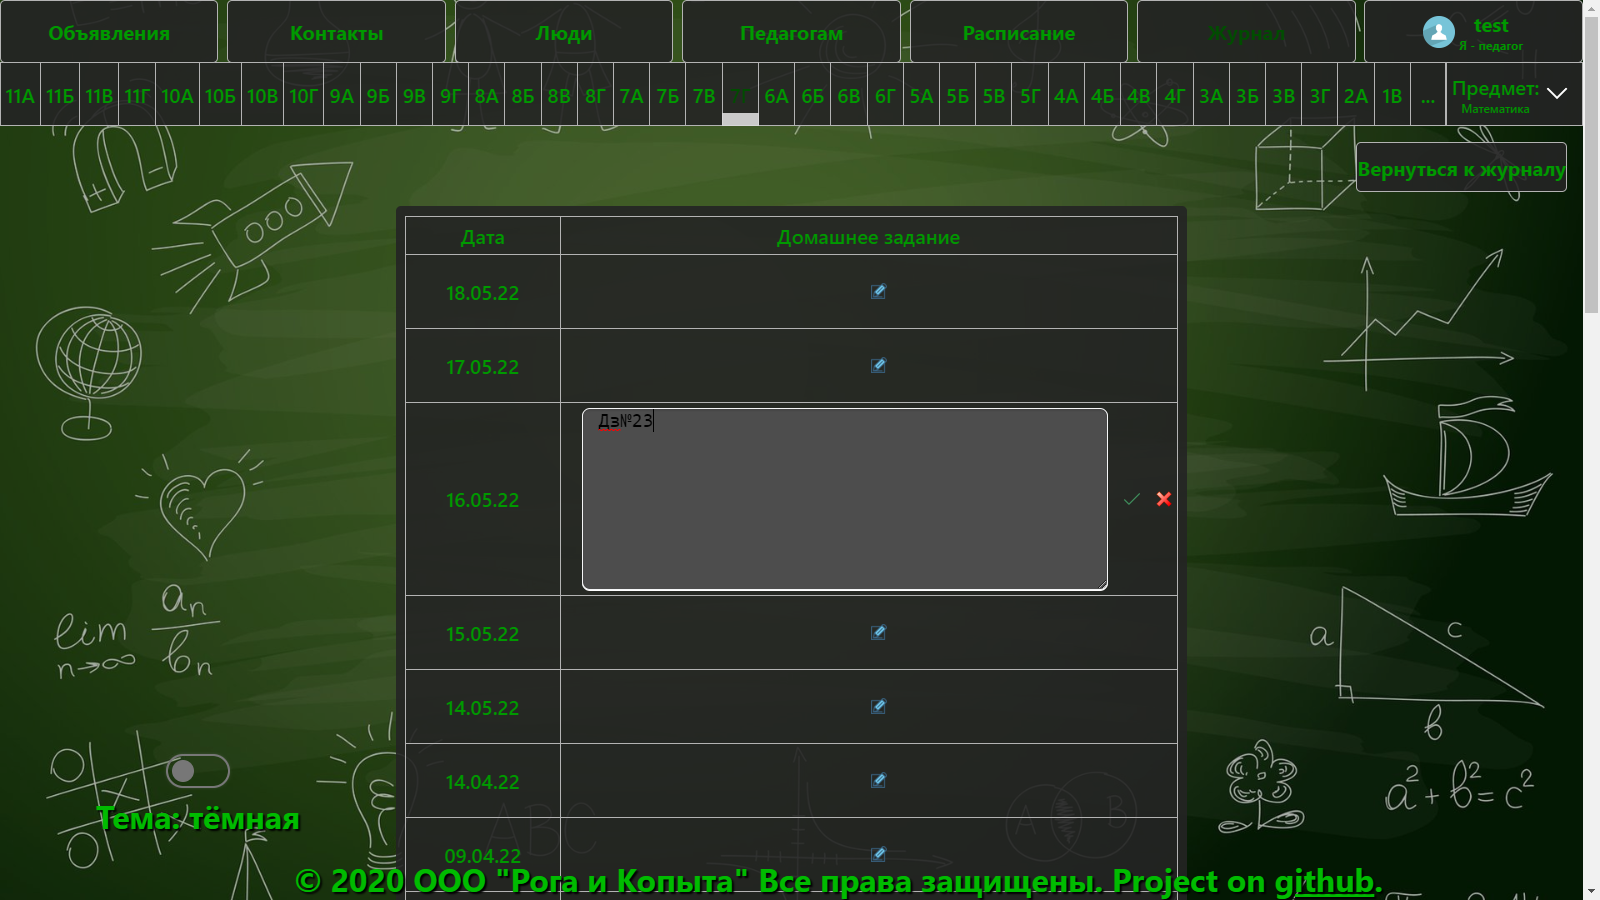 Объявления Контакты Люди Педагогам Расписание Журнал test
Я - педагог
11А 11Б 11В 11Г 10А 10Б 10В 10Г 9А 9Б 9В 9Г 8А 8Б 8В 8Г 7А 7Б 7В 7Г 6А 6Б 6В 6Г 5А 5Б 5В 5Г 4А 4Б 4В 4Г 3А 3Б 3В 3Г 2А 1В ... Предмет:
Математика
Вернуться к журналу
Дата Домашнее задание
18.05.22
17.05.22
Дз№23
16.05.22
15.05.22
14.05.22
14.04.22
09.04.22
lim n→∞ aₙ/bₙ
a c
b
a²+b²=c²
ABC
A B
Тема: тёмная
© 2020 ООО "Рога и Копыта" Все права защищены. Project on github.